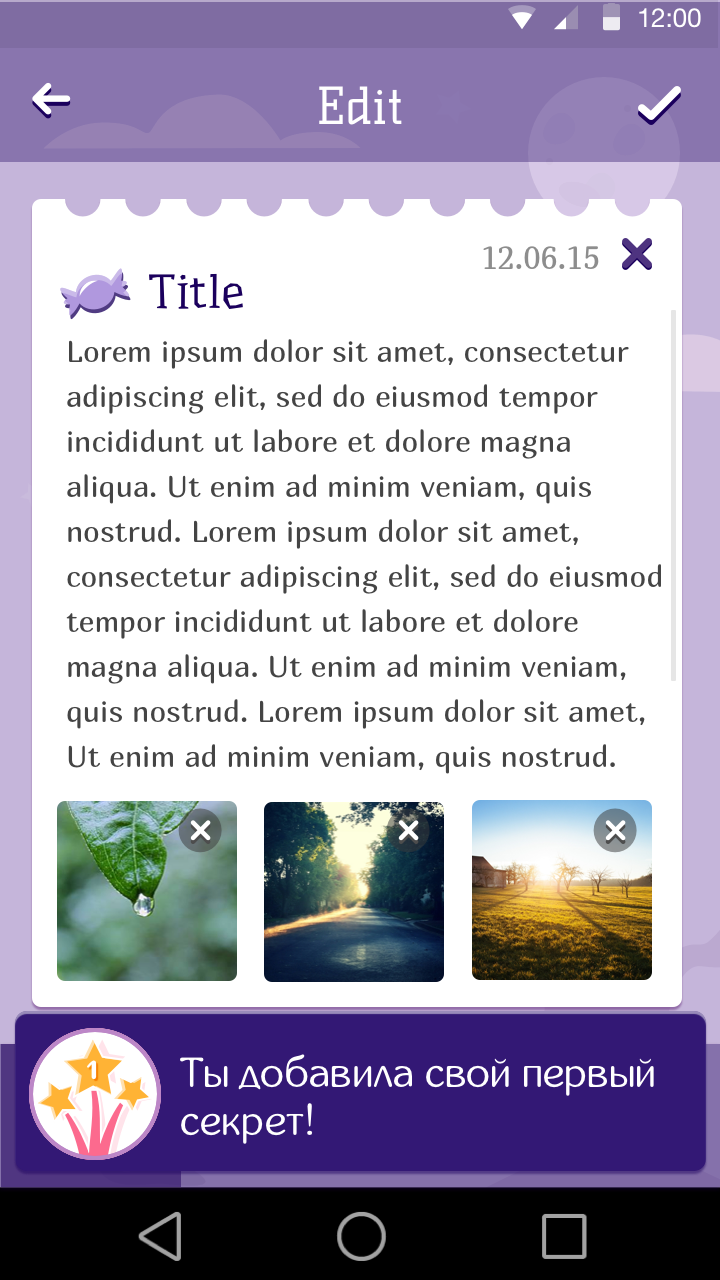 12:00
Edit
12.06.15
Title
Lorem ipsum dolor sit amet, consectetur
adipiscing elit, sed do eiusmod tempor
incididunt ut labore et dolore magna
aliqua. Ut enim ad minim veniam, quis
nostrud. Lorem ipsum dolor sit amet,
consectetur adipiscing elit, sed do eiusmod
tempor incididunt ut labore et dolore
magna aliqua. Ut enim ad minim veniam,
quis nostrud. Lorem ipsum dolor sit amet,
Ut enim ad minim veniam, quis nostrud.
1
Ты добавила свой первый
секрет!